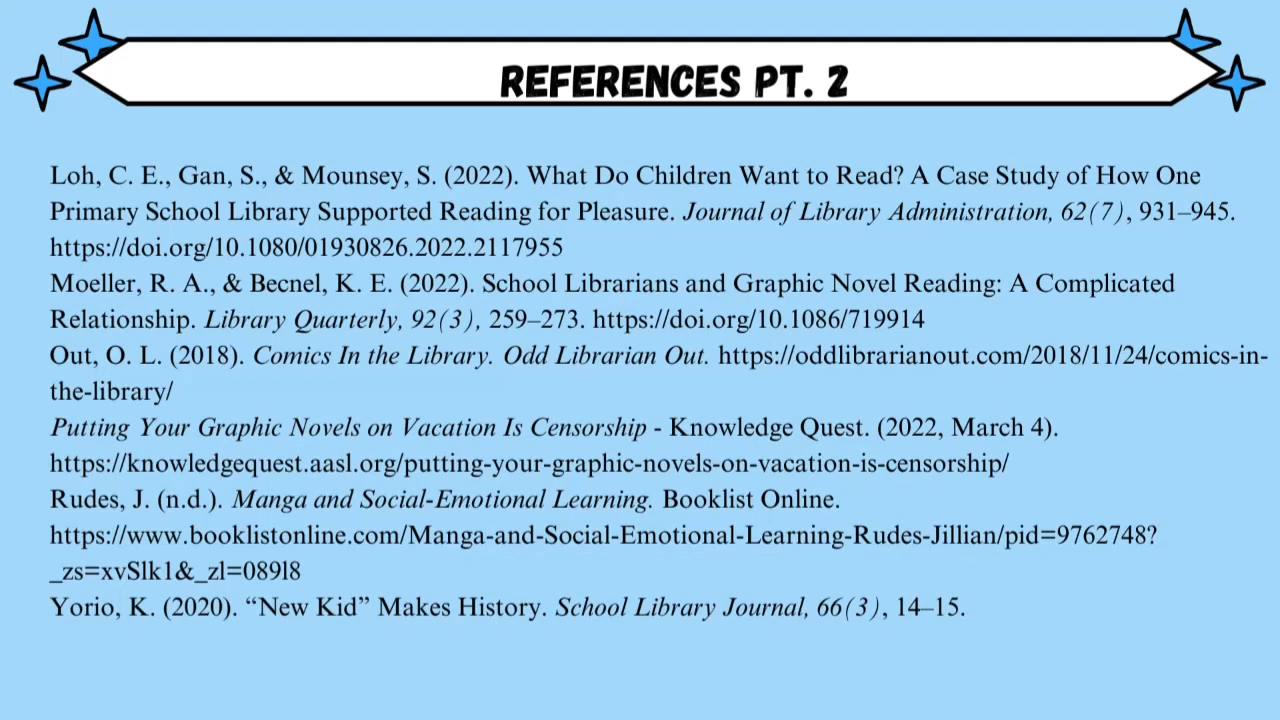 REFERENCES PT. 2
Loh, C. E., Gan, S., & Mounsey, S. (2022). What Do Children Want to Read? A Case Study of How One
Primary School Library Supported Reading for Pleasure. Journal of Library Administration, 62(7), 931–945.
https://doi.org/10.1080/01930826.2022.2117955
Moeller, R. A., & Becnel, K. E. (2022). School Librarians and Graphic Novel Reading: A Complicated
Relationship. Library Quarterly, 92(3), 259–273. https://doi.org/10.1086/719914
Out, O. L. (2018). Comics In the Library. Odd Librarian Out. https://oddlibrarianout.com/2018/11/24/comics-in-
the-library/
Putting Your Graphic Novels on Vacation Is Censorship - Knowledge Quest. (2022, March 4).
https://knowledgequest.aasl.org/putting-your-graphic-novels-on-vacation-is-censorship/
Rudes, J. (n.d.). Manga and Social-Emotional Learning. Booklist Online.
https://www.booklistonline.com/Manga-and-Social-Emotional-Learning-Rudes-Jillian/pid=9762748?
_zs=xvSlk1&_zl=089l8
Yorio, K. (2020). “New Kid” Makes History. School Library Journal, 66(3), 14–15.